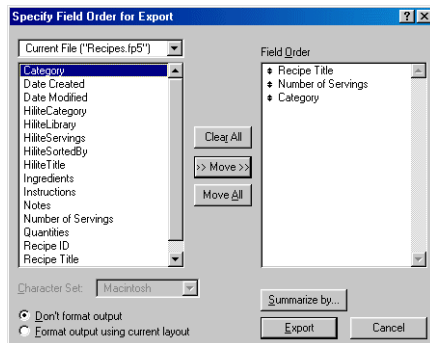 Specify Field Order for Export
Current File ("Recipes.fp5")
Category
Date Created
Date Modified
HiliteCategory
HiliteLibrary
HiliteServings
HiliteSortedBy
HiliteTitle
Ingredients
Instructions
Notes
Number of Servings
Quantities
Recipe ID
Recipe Title
Clear All
>> Move >>
Move All
Field Order
Recipe Title
Number of Servings
Category
Character Set: Macintosh
Don't format output
Format output using current layout
Summarize by...
Export Cancel